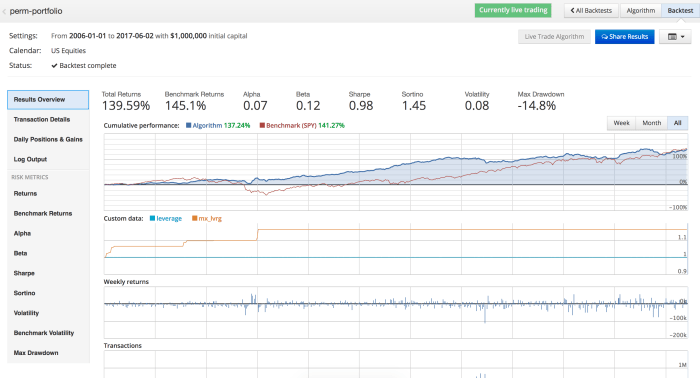 perm-portfolio
Currently live trading
All Backtests
Algorithm
Backtest
Settings: From 2006-01-01 to 2017-06-02 with $1,000,000 initial capital
Live Trade Algorithm
Share Results
Calendar: US Equities
Status: Backtest complete
Results Overview
Transaction Details
Daily Positions & Gains
Log Output
RISK METRICS
Returns
Benchmark Returns
Alpha
Beta
Sharpe
Sortino
Volatility
Benchmark Volatility
Max Drawdown
Total Returns Benchmark Returns Alpha Beta Sharpe Sortino Volatility Max Drawdown
139.59% 145.1% 0.07 0.12 0.98 1.45 0.08 -14.8%
Cumulative performance: Algorithm 137.24% Benchmark (SPY) 141.27%
Week Month All
100%
0%
-100%
Custom data: leverage mx_lvrg
1.1
1
0.9
Weekly returns
0k
-100k
-200k
Transactions
1M